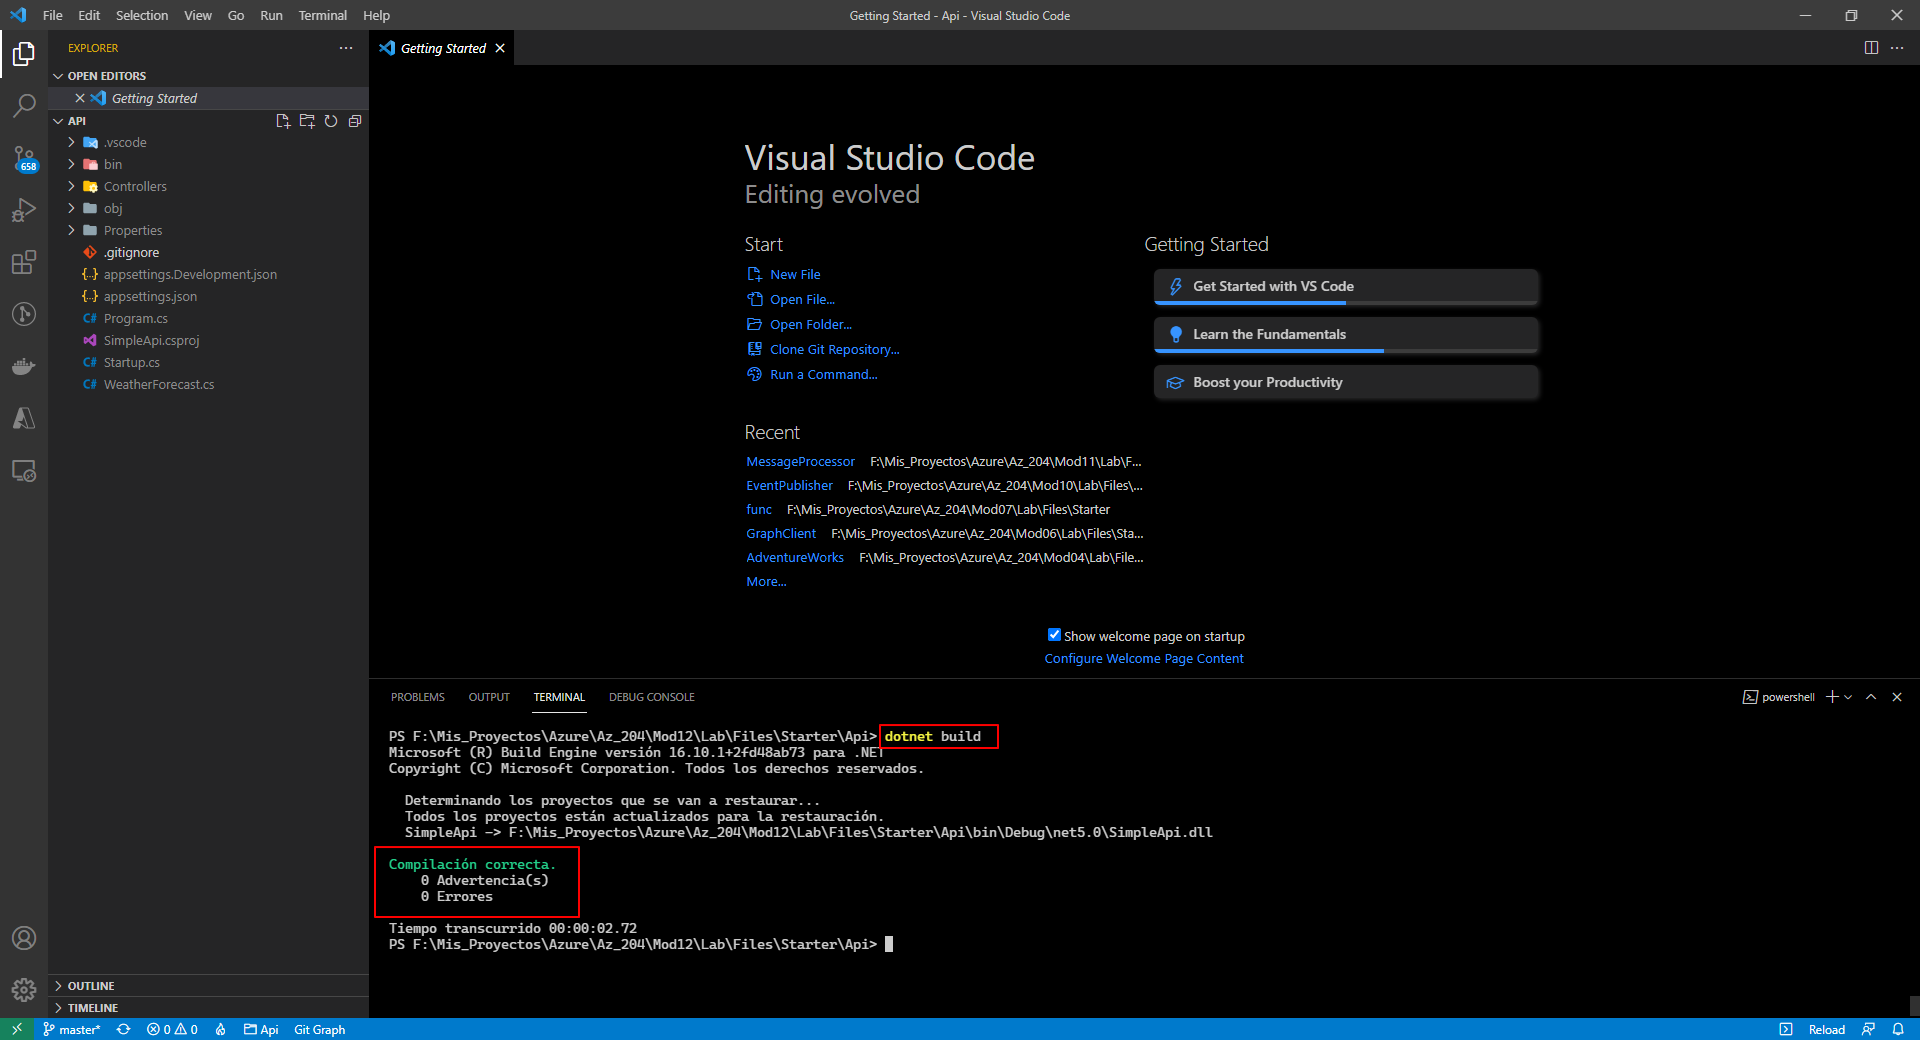 File Edit Selection View Go Run Terminal Help
Getting Started - Api - Visual Studio Code
EXPLORER
OPEN EDITORS
Getting Started
API
.vscode
bin
Controllers
obj
Properties
.gitignore
appsettings.Development.json
appsettings.json
Program.cs
SimpleApi.csproj
Startup.cs
WeatherForecast.cs
658
OUTLINE
TIMELINE
Getting Started
Visual Studio Code
Editing evolved
Start
New File
Open File...
Open Folder...
Clone Git Repository...
Run a Command...
Getting Started
Get Started with VS Code
Learn the Fundamentals
Boost your Productivity
Recent
MessageProcessor F:\Mis_Proyectos\Azure\Az_204\Mod11\Lab\F...
EventPublisher F:\Mis_Proyectos\Azure\Az_204\Mod10\Lab\Files\...
func F:\Mis_Proyectos\Azure\Az_204\Mod07\Lab\Files\Starter
GraphClient F:\Mis_Proyectos\Azure\Az_204\Mod06\Lab\Files\Sta...
AdventureWorks F:\Mis_Proyectos\Azure\Az_204\Mod04\Lab\File...
More...
Show welcome page on startup
Configure Welcome Page Content
PROBLEMS OUTPUT TERMINAL DEBUG CONSOLE
powershell
PS F:\Mis_Proyectos\Azure\Az_204\Mod12\Lab\Files\Starter\Api> dotnet build
Microsoft (R) Build Engine versión 16.10.1+2fd48ab73 para .NET
Copyright (C) Microsoft Corporation. Todos los derechos reservados.
Determinando los proyectos que se van a restaurar...
Todos los proyectos están actualizados para la restauración.
SimpleApi -> F:\Mis_Proyectos\Azure\Az_204\Mod12\Lab\Files\Starter\Api\bin\Debug\net5.0\SimpleApi.dll
Compilación correcta.
0 Advertencia(s)
0 Errores
Tiempo transcurrido 00:00:02.72
PS F:\Mis_Proyectos\Azure\Az_204\Mod12\Lab\Files\Starter\Api>
master* 0 0 Api Git Graph
Reload